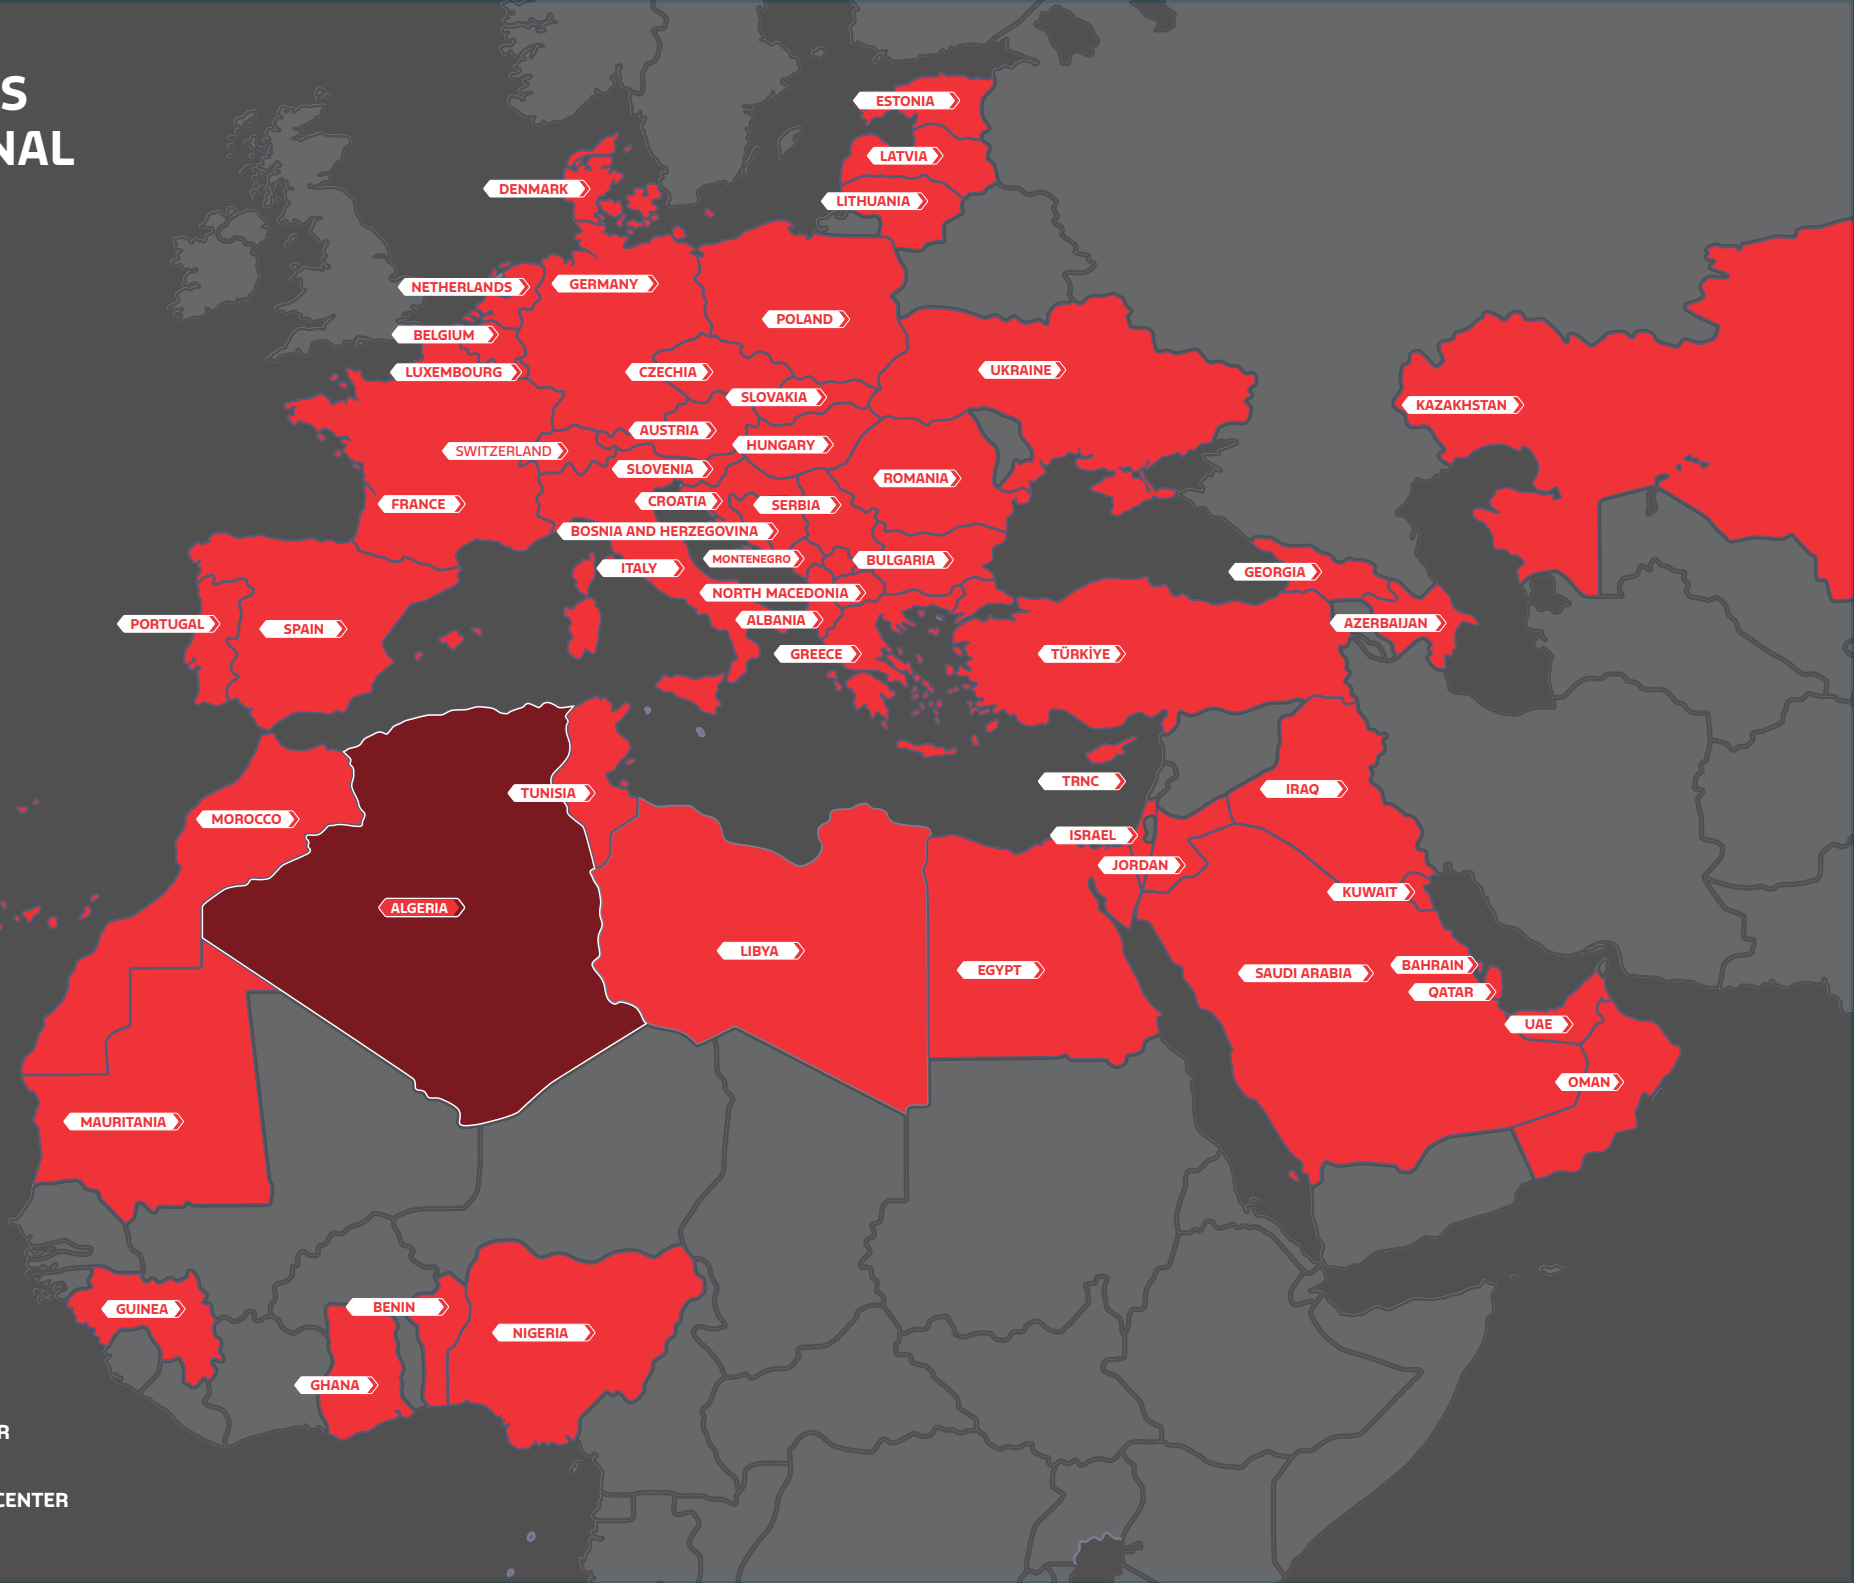 S
NAL
ESTONIA
LATVIA
DENMARK
LITHUANIA
NETHERLANDS
GERMANY
POLAND
BELGIUM
LUXEMBOURG
CZECHIA
UKRAINE
SLOVAKIA
KAZAKHSTAN
AUSTRIA
HUNGARY
SWITZERLAND
SLOVENIA
ROMANIA
FRANCE
CROATIA
SERBIA
BOSNIA AND HERZEGOVINA
MONTENEGRO
BULGARIA
ITALY
GEORGIA
NORTH MACEDONIA
PORTUGAL
SPAIN
ALBANIA
AZERBAIJAN
GREECE
TÜRKİYE
TRNC
TUNISIA
IRAQ
MOROCCO
ISRAEL
JORDAN
KUWAIT
ALGERIA
LIBYA
EGYPT
SAUDI ARABIA
BAHRAIN
QATAR
UAE
OMAN
MAURITANIA
GUINEA
BENIN
NIGERIA
GHANA
R
CENTER